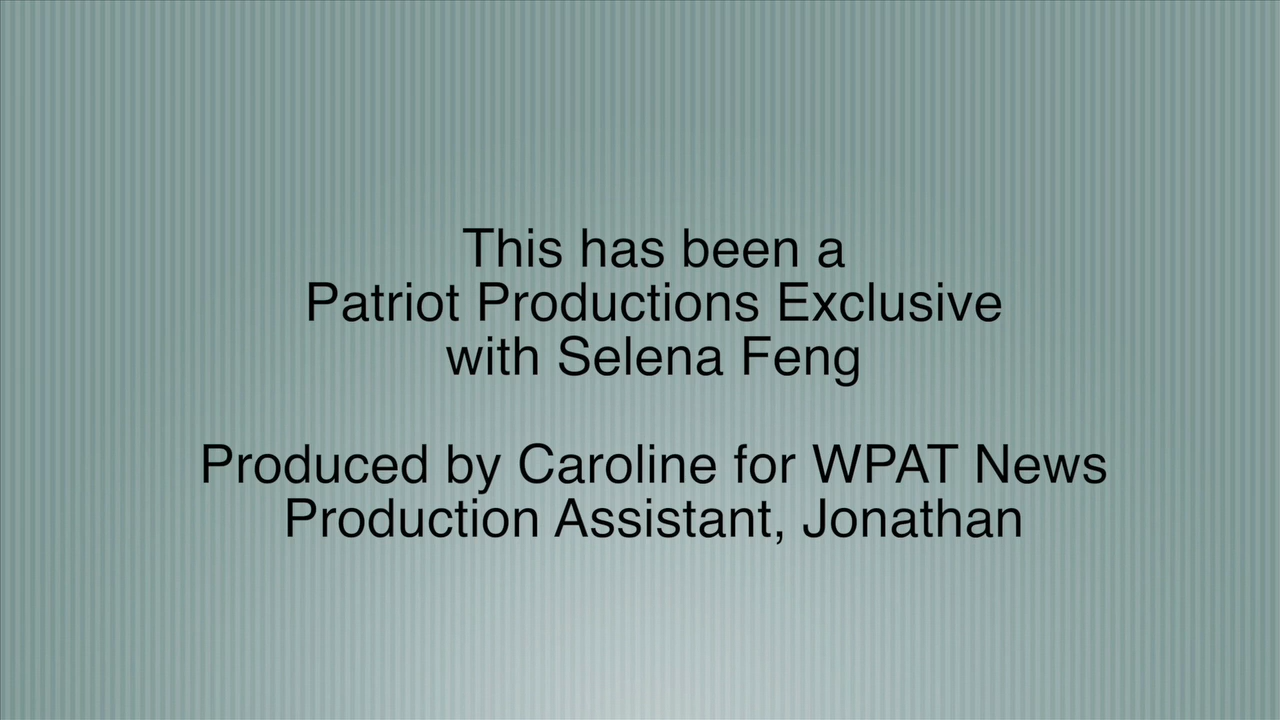 This has been a
Patriot Productions Exclusive
with Selena Feng
Produced by Caroline for WPAT News
Production Assistant, Jonathan